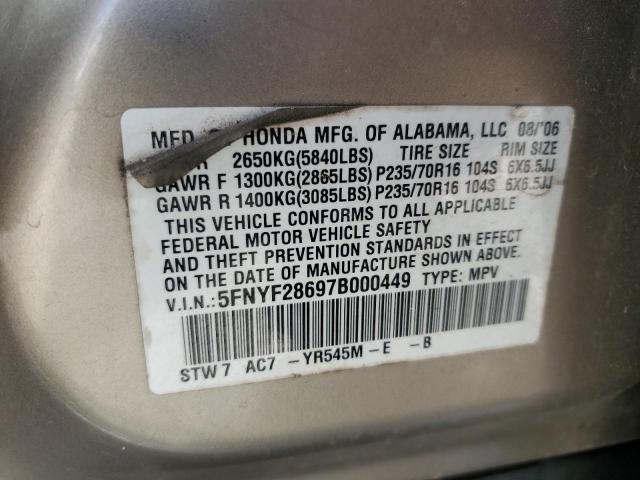 MFD. HONDA MFG. OF ALABAMA, LLC 08/'06
2650KG(5840LBS) TIRE SIZE RIM SIZE
GAWR F 1300KG(2865LBS) P235/70R16 104S 6X6.5JJ
GAWR R 1400KG(3085LBS) P235/70R16 104S 6X6.5JJ
THIS VEHICLE CONFORMS TO ALL APPLICABLE
FEDERAL MOTOR VEHICLE SAFETY
AND THEFT PREVENTION STANDARDS IN EFFECT
ON THE DATE OF MANUFACTURE SHOWN ABOVE.
V.I.N.:5FNYF28697B000449 TYPE: MPV
STW7 AC7 -YR545M-E -B